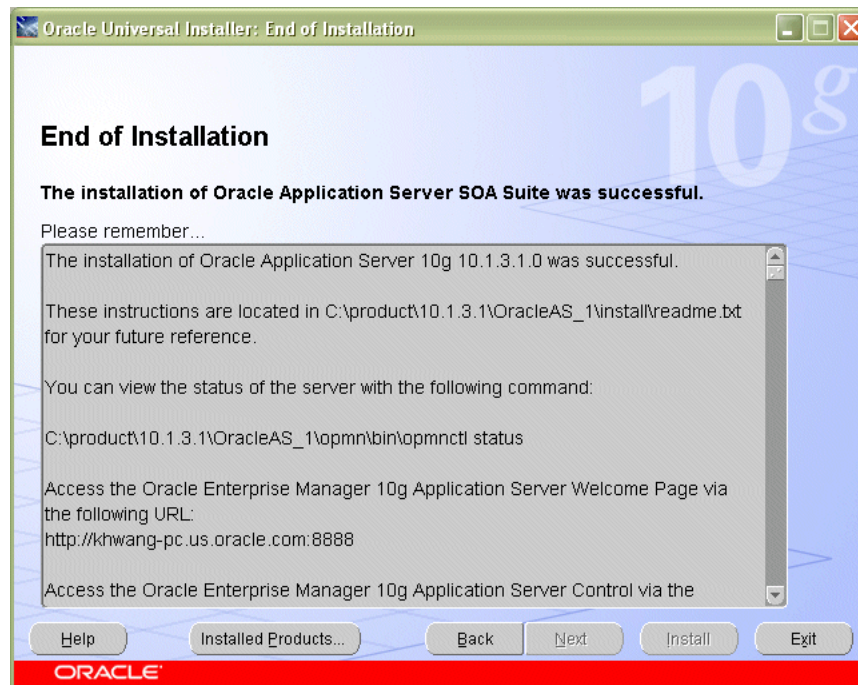 Oracle Universal Installer: End of Installation
10g
End of Installation
The installation of Oracle Application Server SOA Suite was successful.
Please remember...
The installation of Oracle Application Server 10g 10.1.3.1.0 was successful.
These instructions are located in C:\product\10.1.3.1\OracleAS_1\install\readme.txt
for your future reference.
You can view the status of the server with the following command:
C:\product\10.1.3.1\OracleAS_1\opmn\bin\opmnctl status
Access the Oracle Enterprise Manager 10g Application Server Welcome Page via
the following URL:
http://khwang-pc.us.oracle.com:8888
Access the Oracle Enterprise Manager 10g Application Server Control via the
Help Installed Products... Back Next Install Exit
ORACLE